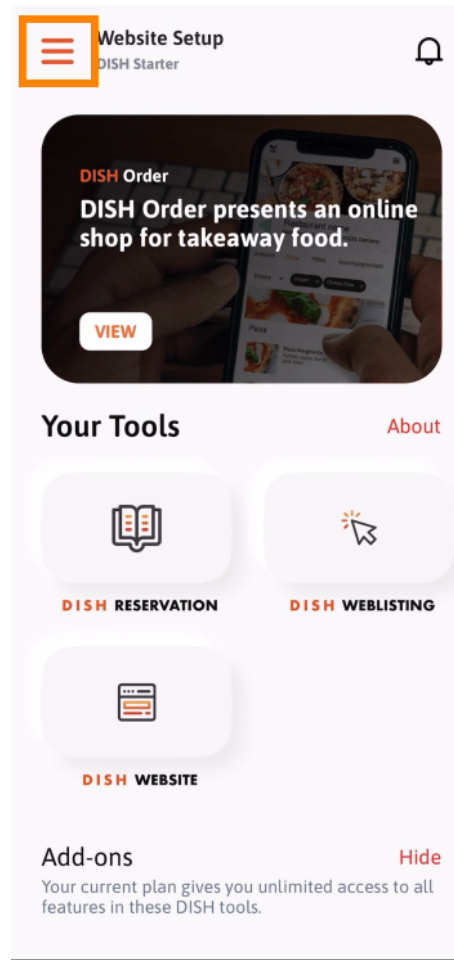 Website Setup
DISH Starter
DISH Order
DISH Order presents an online
shop for takeaway food.
VIEW
Your Tools
About
DISH RESERVATION
DISH WEBLISTING
DISH WEBSITE
Add-ons
Hide
Your current plan gives you unlimited access to all
features in these DISH tools.